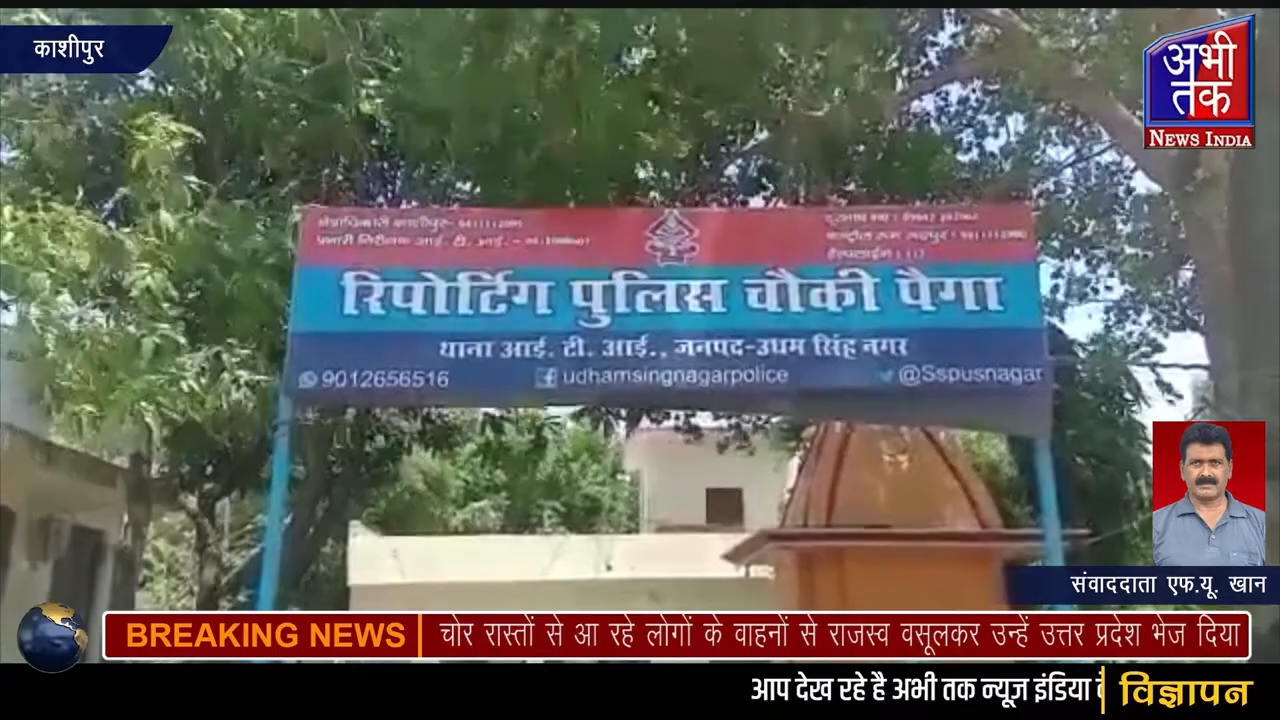 काशीपुर
अभी
तक
NEWS INDIA
रिपोर्टिंग पुलिस चौकी पैगा
थाना आई. टी. आई., जनपद-उधम सिंह नगर
9012656516 udhamsingnagarpolice @Sspusnagar
संवाददाता एफ.यू. खान
BREAKING NEWS चोर रास्तों से आ रहे लोगों के वाहनों से राजस्व वसूलकर उन्हें उत्तर प्रदेश भेज दिया
आप देख रहे है अभी तक न्यूज़ इंडिया
विज्ञापन